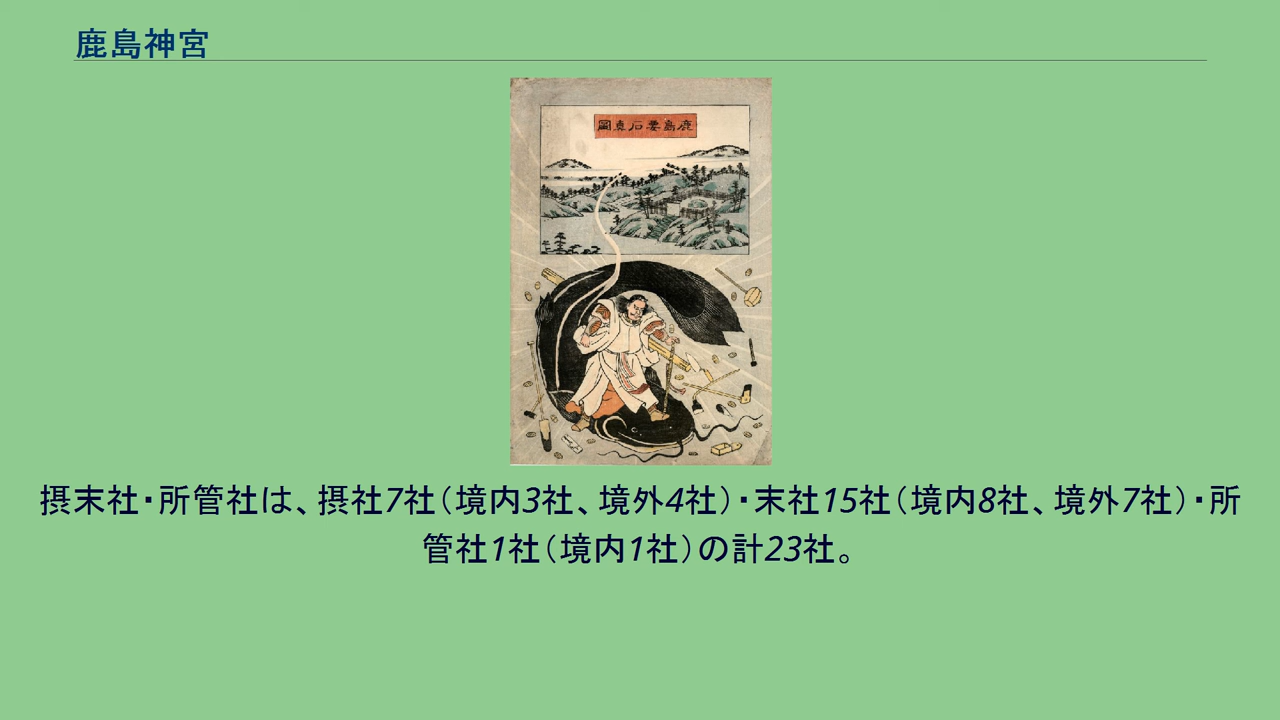 鹿島神宮
鹿島要石真圖
摂末社・所管社は、摂社7社（境内3社、境外4社）・末社15社（境内8社、境外7社）・所
管社1社（境内1社）の計23社。